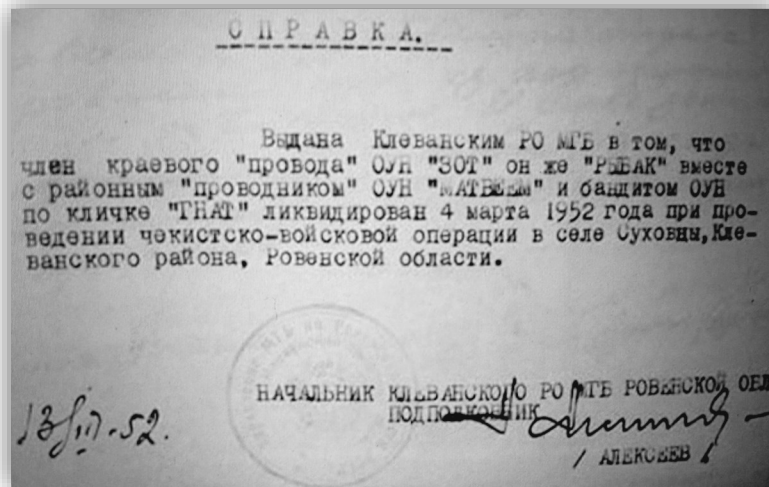 СПРАВКА.
Выдана Клеванским РО МГБ в том, что
член краевого "провода" ОУН "ЗОТ" он же "РЫБАК" вместе
с районным "проводником" ОУН "МАТВЕЕМ" и бандитом ОУН
по кличке "ГНАТ" ликвидирован 4 марта 1952 года при про-
ведении чекистско-войсковой операции в селе Суховцы, Кле-
ванского района, Ровенской области.
НАЧАЛЬНИК КЛЕВАНСКОГО РО МГБ РОВЕНСКОЙ ОБЛ
ПОДПОЛКОВНИК
/ АЛЕКСЕЕВ /
13/III-52.